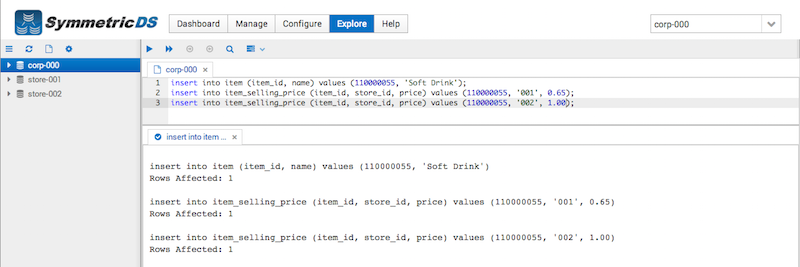 SymmetricDS
Dashboard Manage Configure Explore Help
corp-000
corp-000
store-001
store-002
corp-000 ×
1 insert into item (item_id, name) values (110000055, 'Soft Drink');
2 insert into item_selling_price (item_id, store_id, price) values (110000055, '001', 0.65);
3 insert into item_selling_price (item_id, store_id, price) values (110000055, '002', 1.00);
insert into item ... ×
insert into item (item_id, name) values (110000055, 'Soft Drink')
Rows Affected: 1
insert into item_selling_price (item_id, store_id, price) values (110000055, '001', 0.65)
Rows Affected: 1
insert into item_selling_price (item_id, store_id, price) values (110000055, '002', 1.00)
Rows Affected: 1